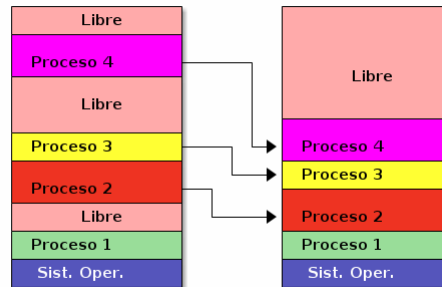 Libre
Proceso 4
Libre
Proceso 3
Proceso 2
Libre
Proceso 1
Sist. Oper.
Libre
Proceso 4
Proceso 3
Proceso 2
Proceso 1
Sist. Oper.